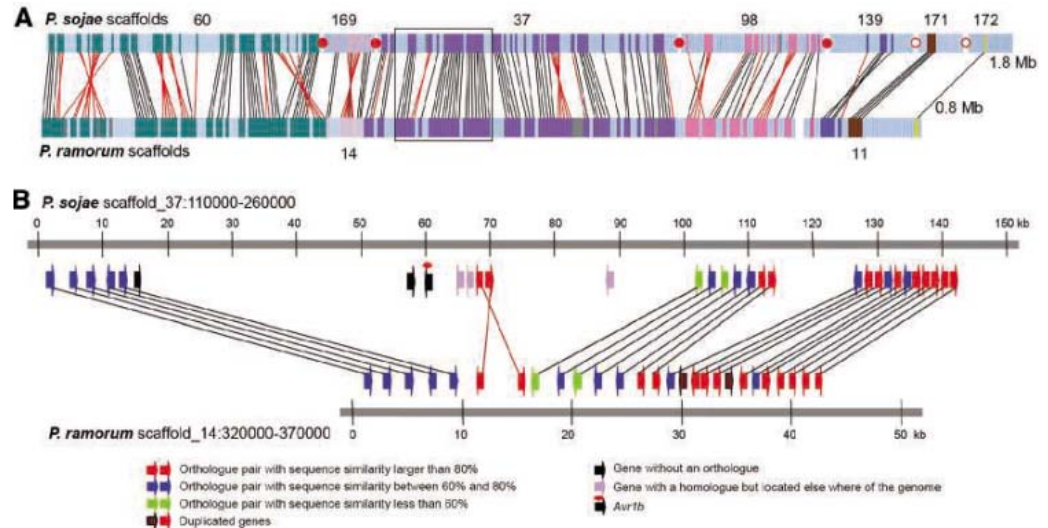 A
P. sojae scaffolds 60 169 37 98 139 171 172
1.8 Mb
0.8 Mb
P. ramorum scaffolds 14 11
B P. sojae scaffold_37:110000-260000
0 10 20 30 40 50 60 70 80 90 100 110 120 130 140 150 kb
P. ramorum scaffold_14:320000-370000
0 10 20 30 40 50 kb
Orthologue pair with sequence similarity larger than 80%
Orthologue pair with sequence similarity between 60% and 80%
Orthologue pair with sequence similarity less than 60%
Duplicated genes
Gene without an orthologue
Gene with a homologue but located else where of the genome
Avr1b